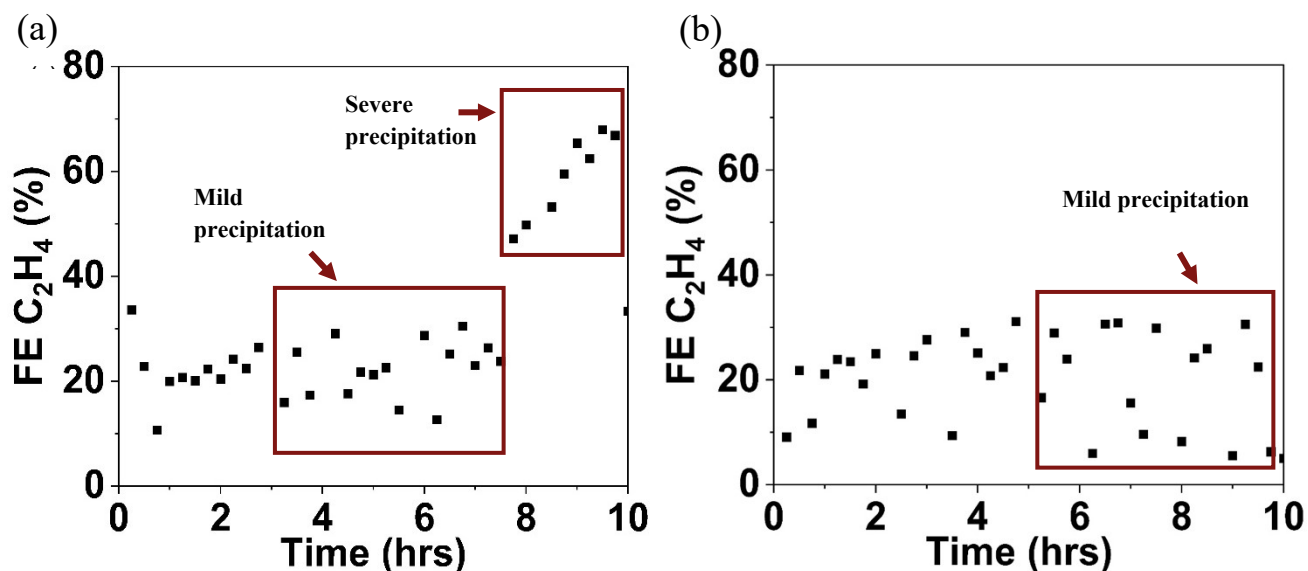 (a)
80
60
40
20
0
FE C₂H₄ (%)
Severe
precipitation
Mild
precipitation
0 2 4 6 8 10
Time (hrs)
(b)
80
60
40
20
0
FE C₂H₄ (%)
Mild precipitation
0 2 4 6 8 10
Time (hrs)